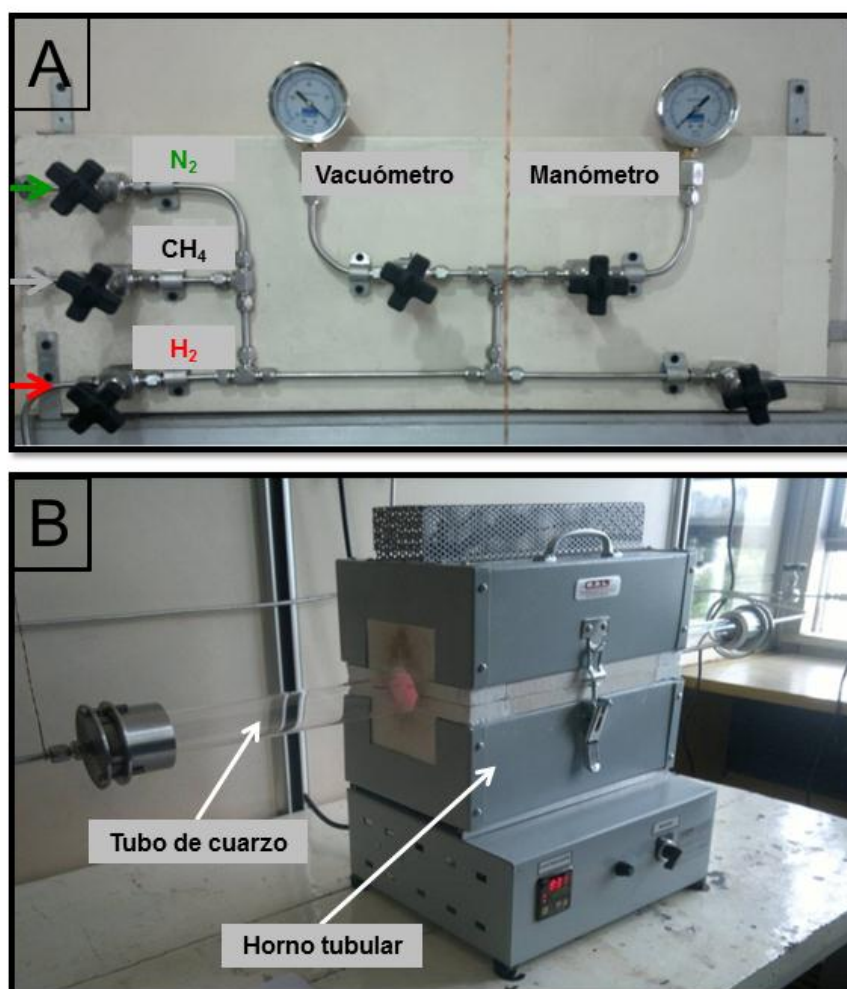 A
N₂
Vacuómetro
Manómetro
CH₄
H₂
B
Tubo de cuarzo
Horno tubular